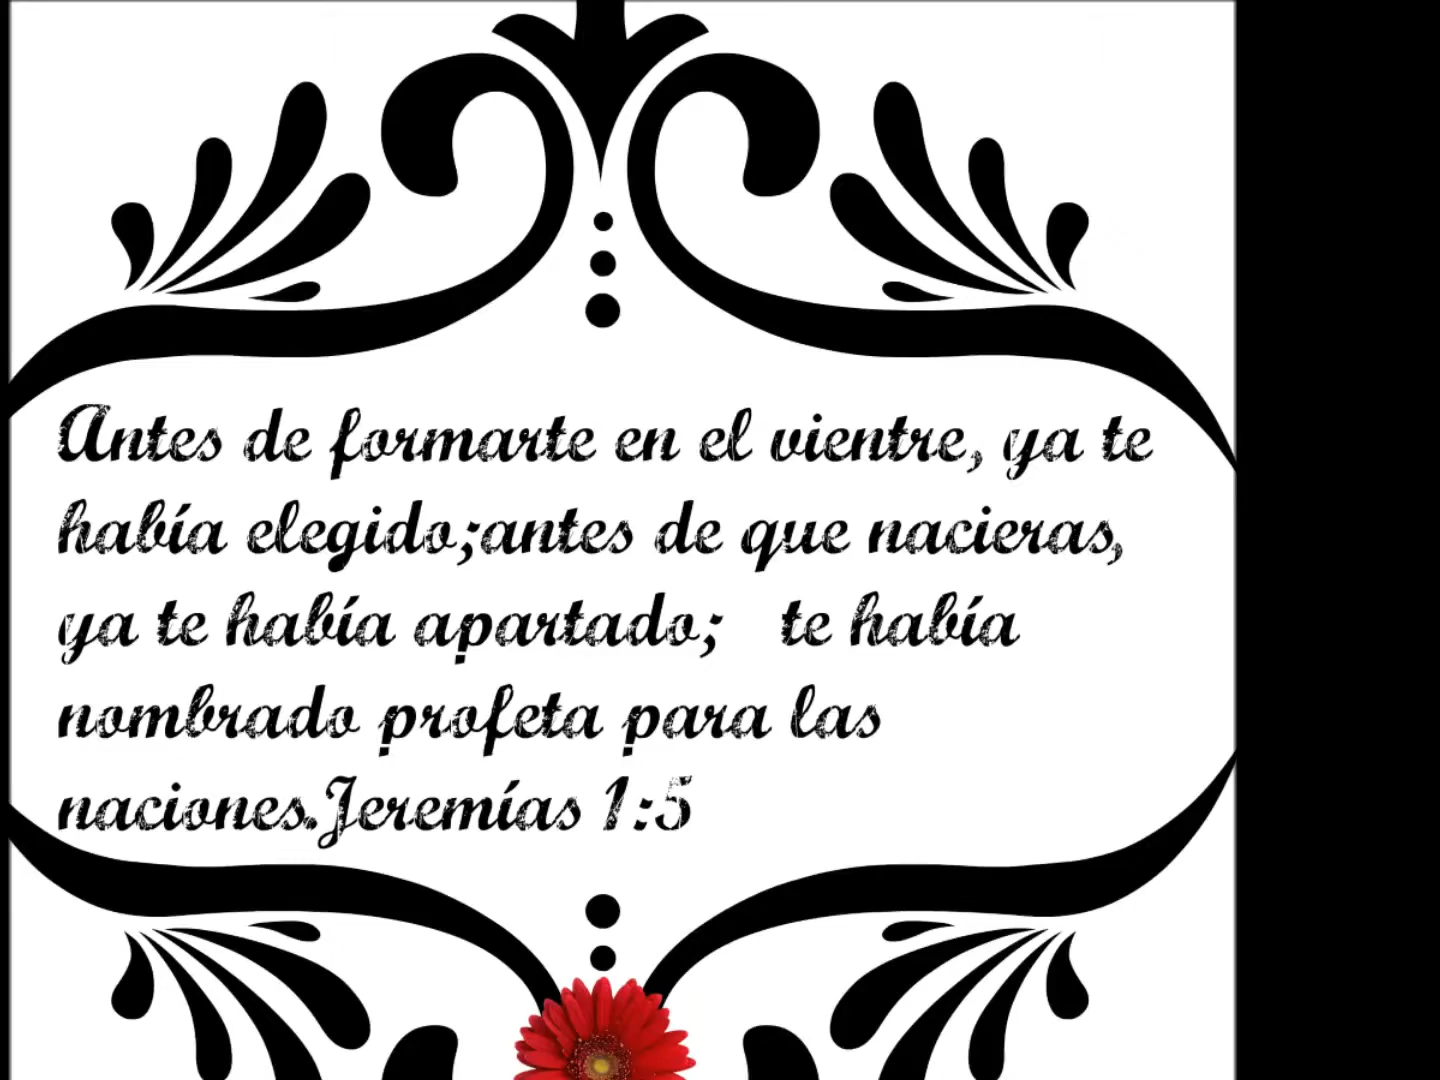 Antes de formarte en el vientre, ya te
había elegido;antes de que nacieras,
ya te había apartado; te había
nombrado profeta para las
naciones.Jeremías 1:5